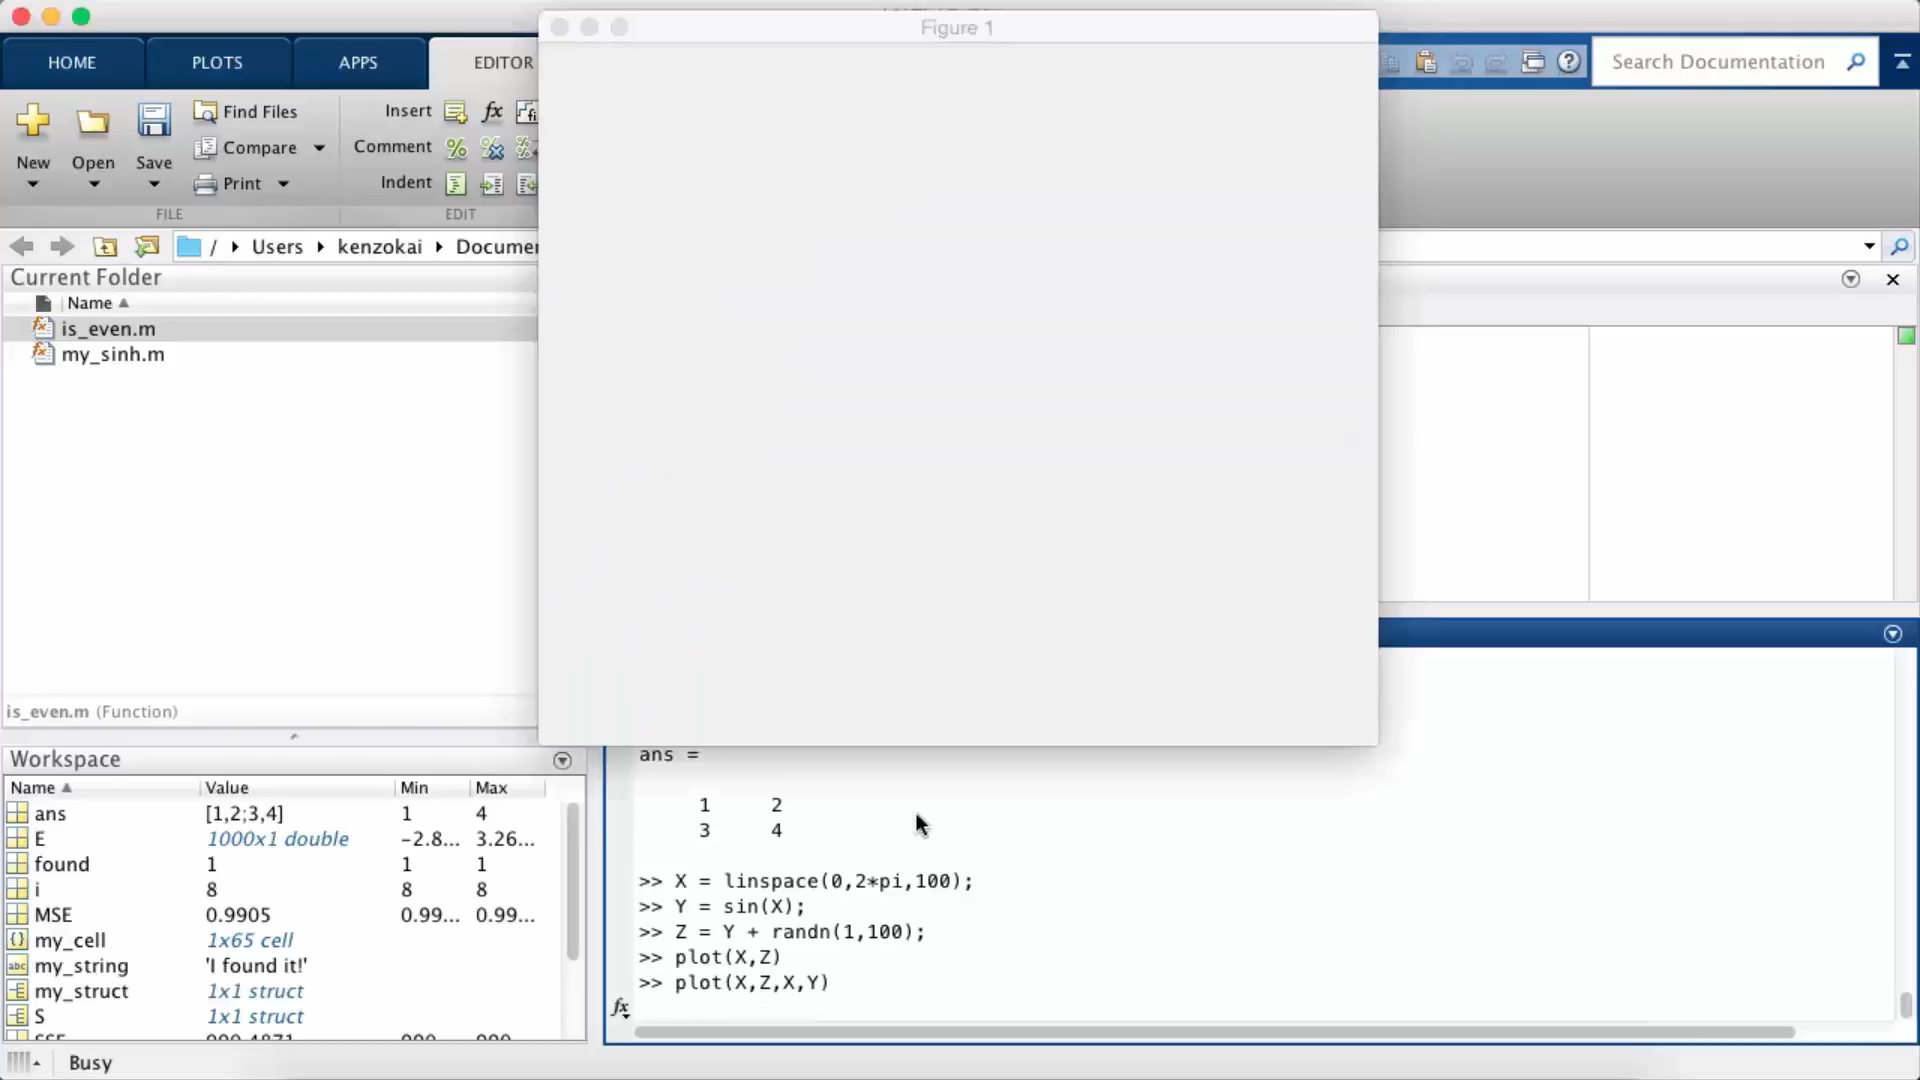 Figure 1
HOME PLOTS APPS EDITOR
Search Documentation
New
Open
Save
Find Files
Compare
Print
FILE
Insert
Comment
Indent
EDIT
/ Users kenzokai Documen
Current Folder
Name
is_even.m
my_sinh.m
is_even.m (Function)
Workspace
Name Value Min Max
ans [1,2;3,4] 1 4
E 1000x1 double -2.8... 3.26...
found 1 1 1
i 8 8 8
MSE 0.9905 0.99... 0.99...
my_cell 1x65 cell
my_string 'I found it!'
my_struct 1x1 struct
S 1x1 struct
Busy
ans =
1 2
3 4
>> X = linspace(0,2*pi,100);
>> Y = sin(X);
>> Z = Y + randn(1,100);
>> plot(X,Z)
>> plot(X,Z,X,Y)
fx